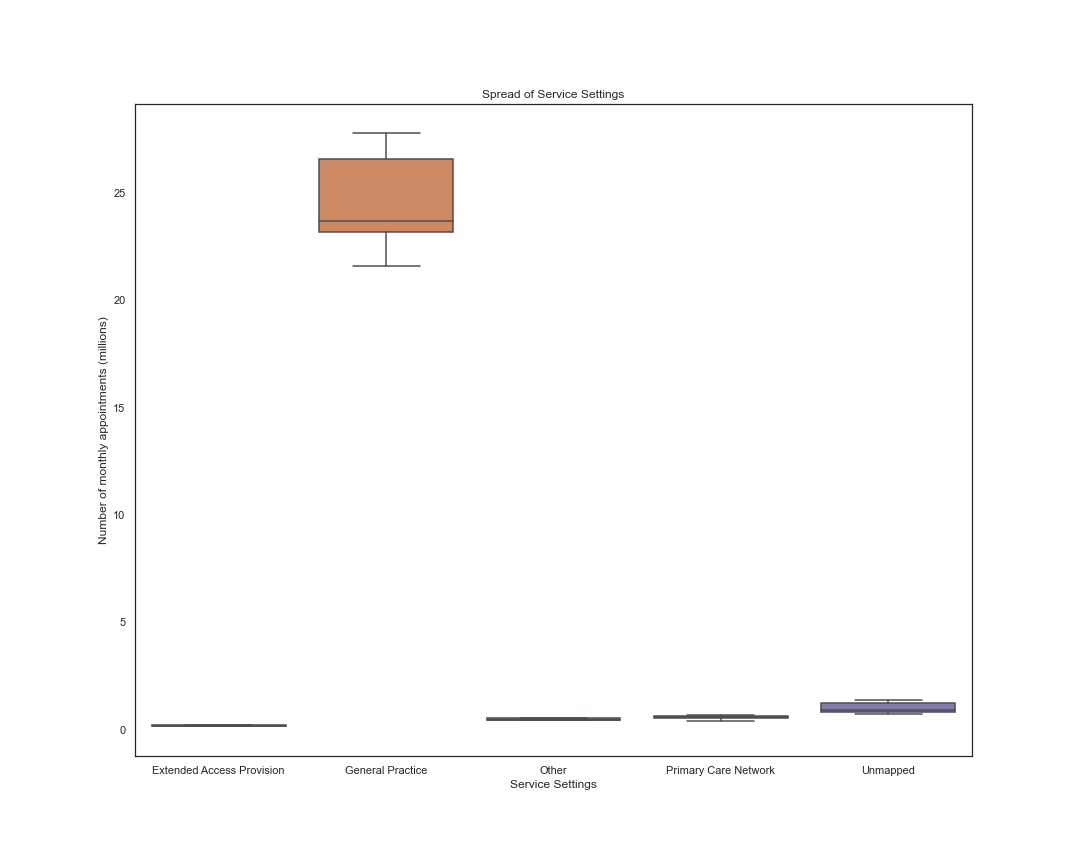 Spread of Service Settings
Number of monthly appointments (millions)
25
20
15
10
5
0
Extended Access Provision
General Practice
Other
Primary Care Network
Unmapped
Service Settings